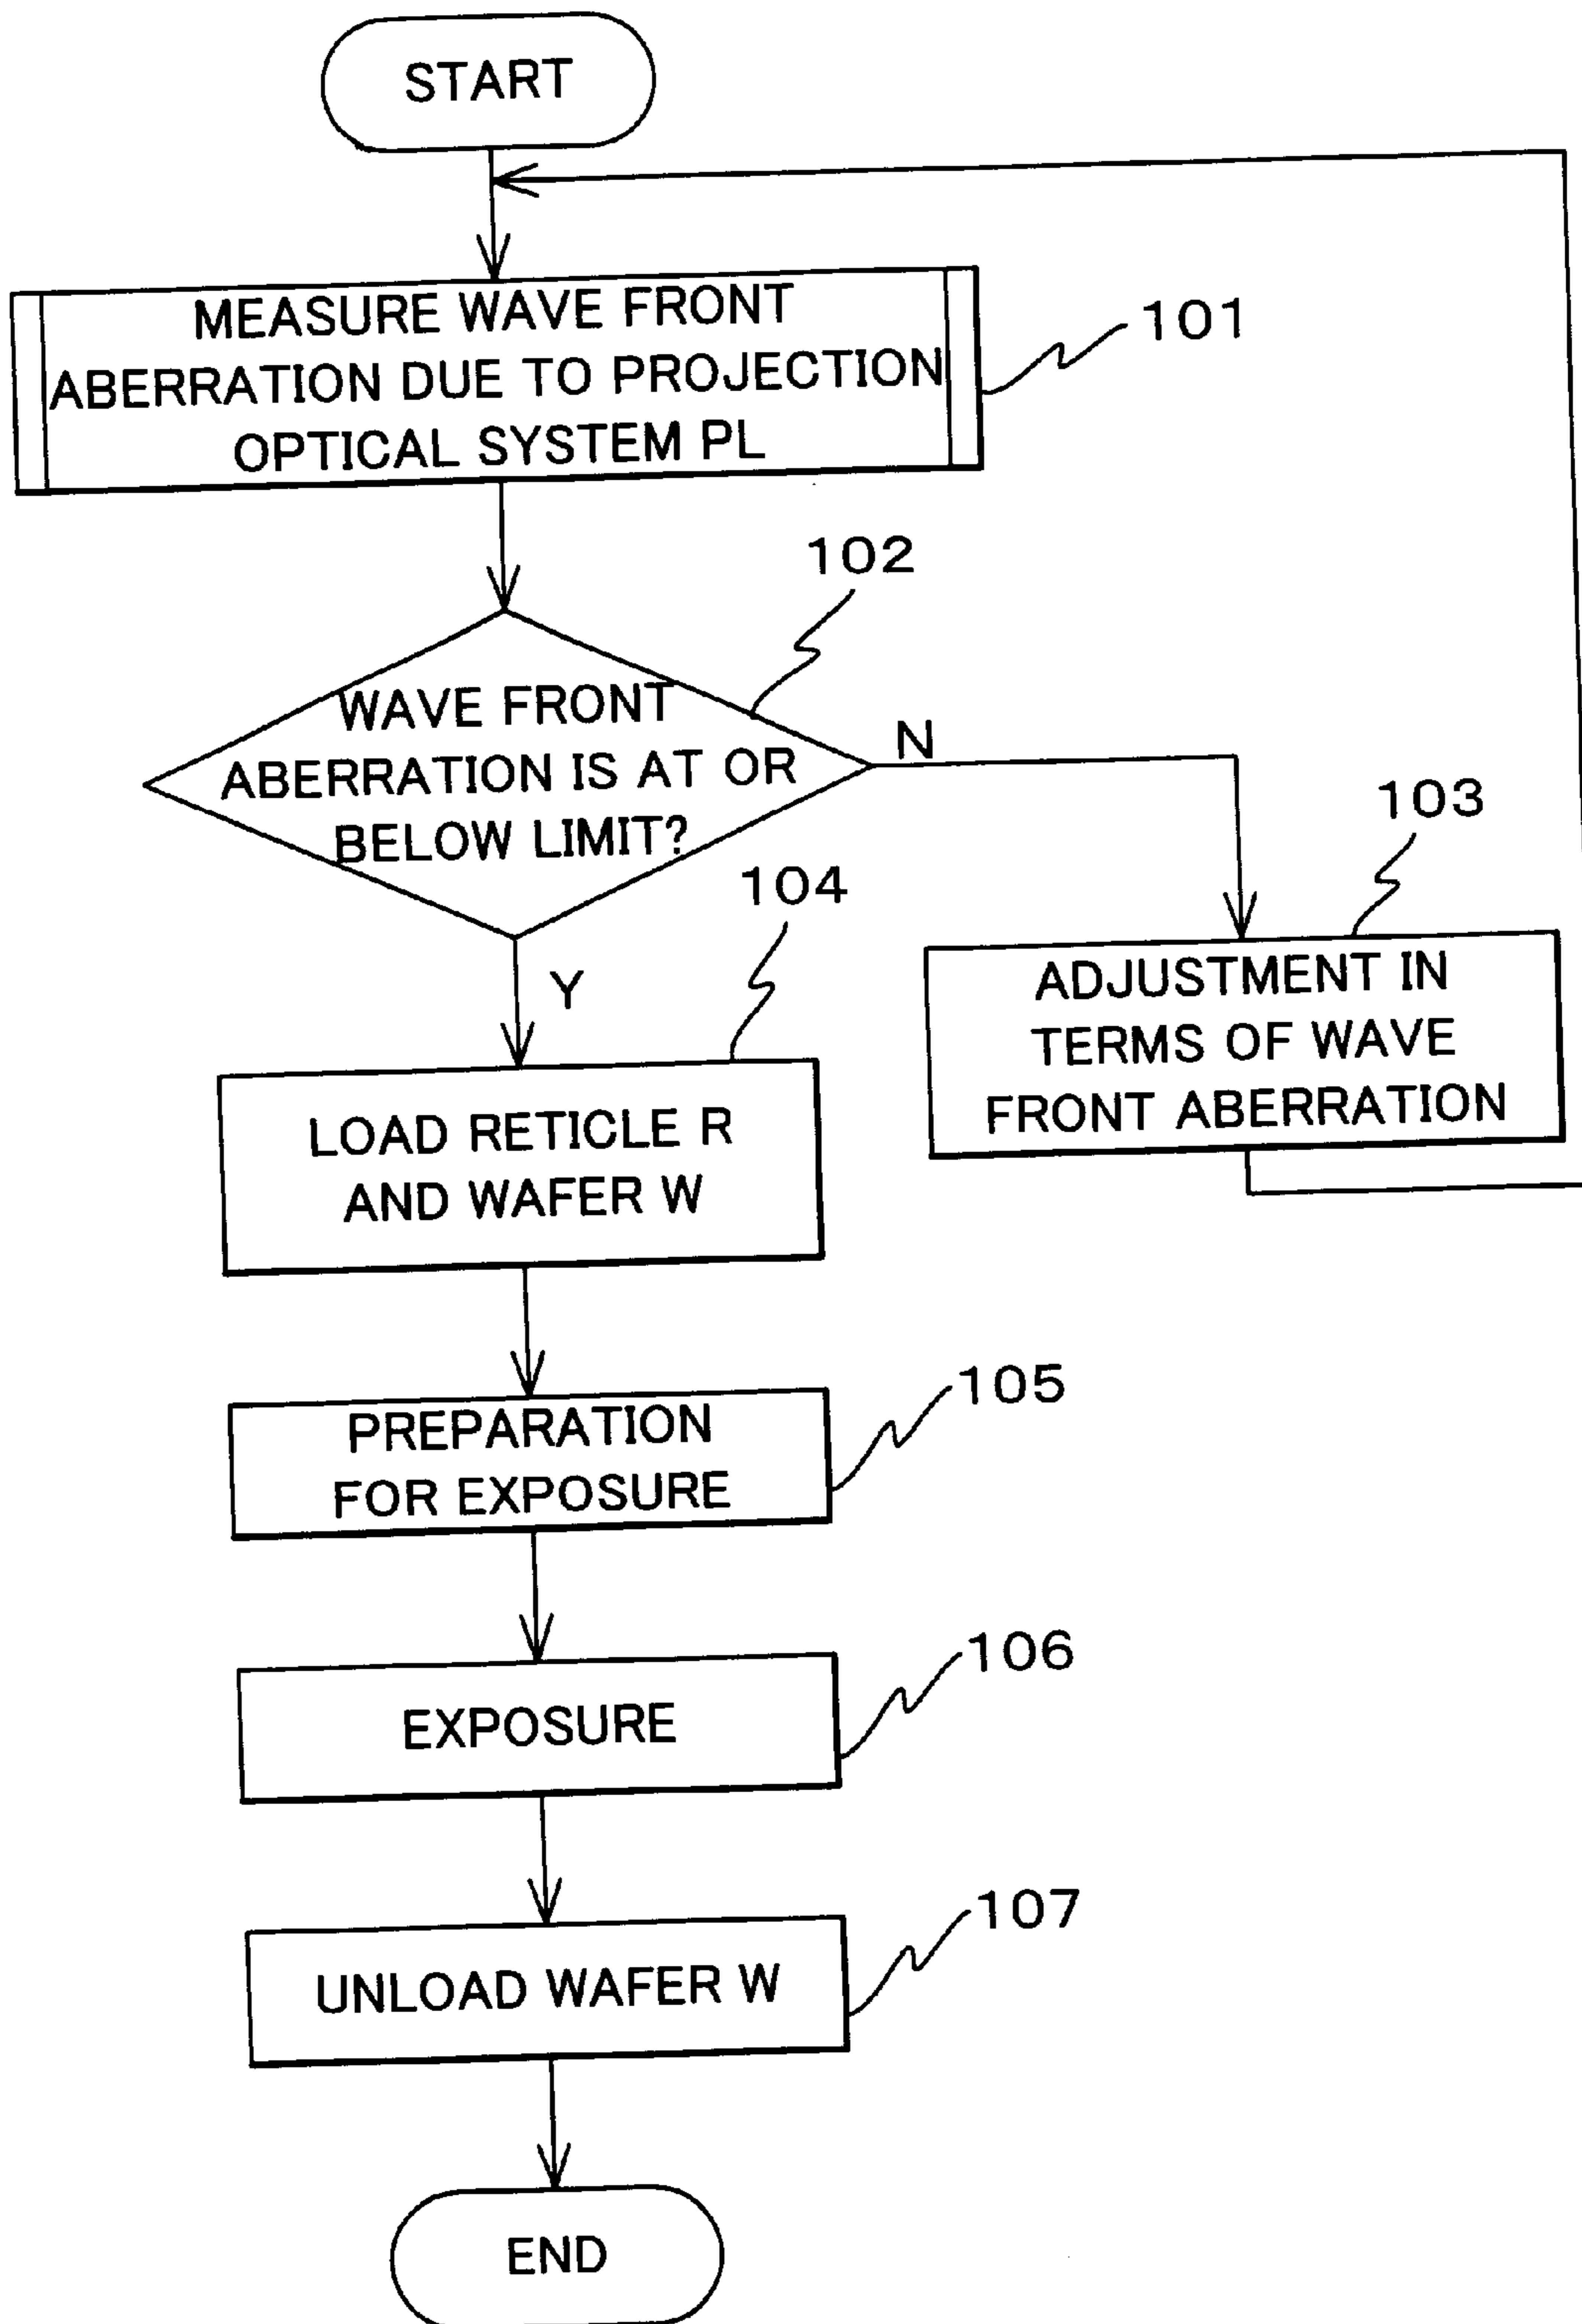 START
MEASURE WAVE FRONT
ABERRATION DUE TO PROJECTION
OPTICAL SYSTEM PL
101
102
WAVE FRONT
ABERRATION IS AT OR
BELOW LIMIT?
N
Y
103
ADJUSTMENT IN
TERMS OF WAVE
FRONT ABERRATION
104
LOAD RETICLE R
AND WAFER W
105
PREPARATION
FOR EXPOSURE
106
EXPOSURE
107
UNLOAD WAFER W
END